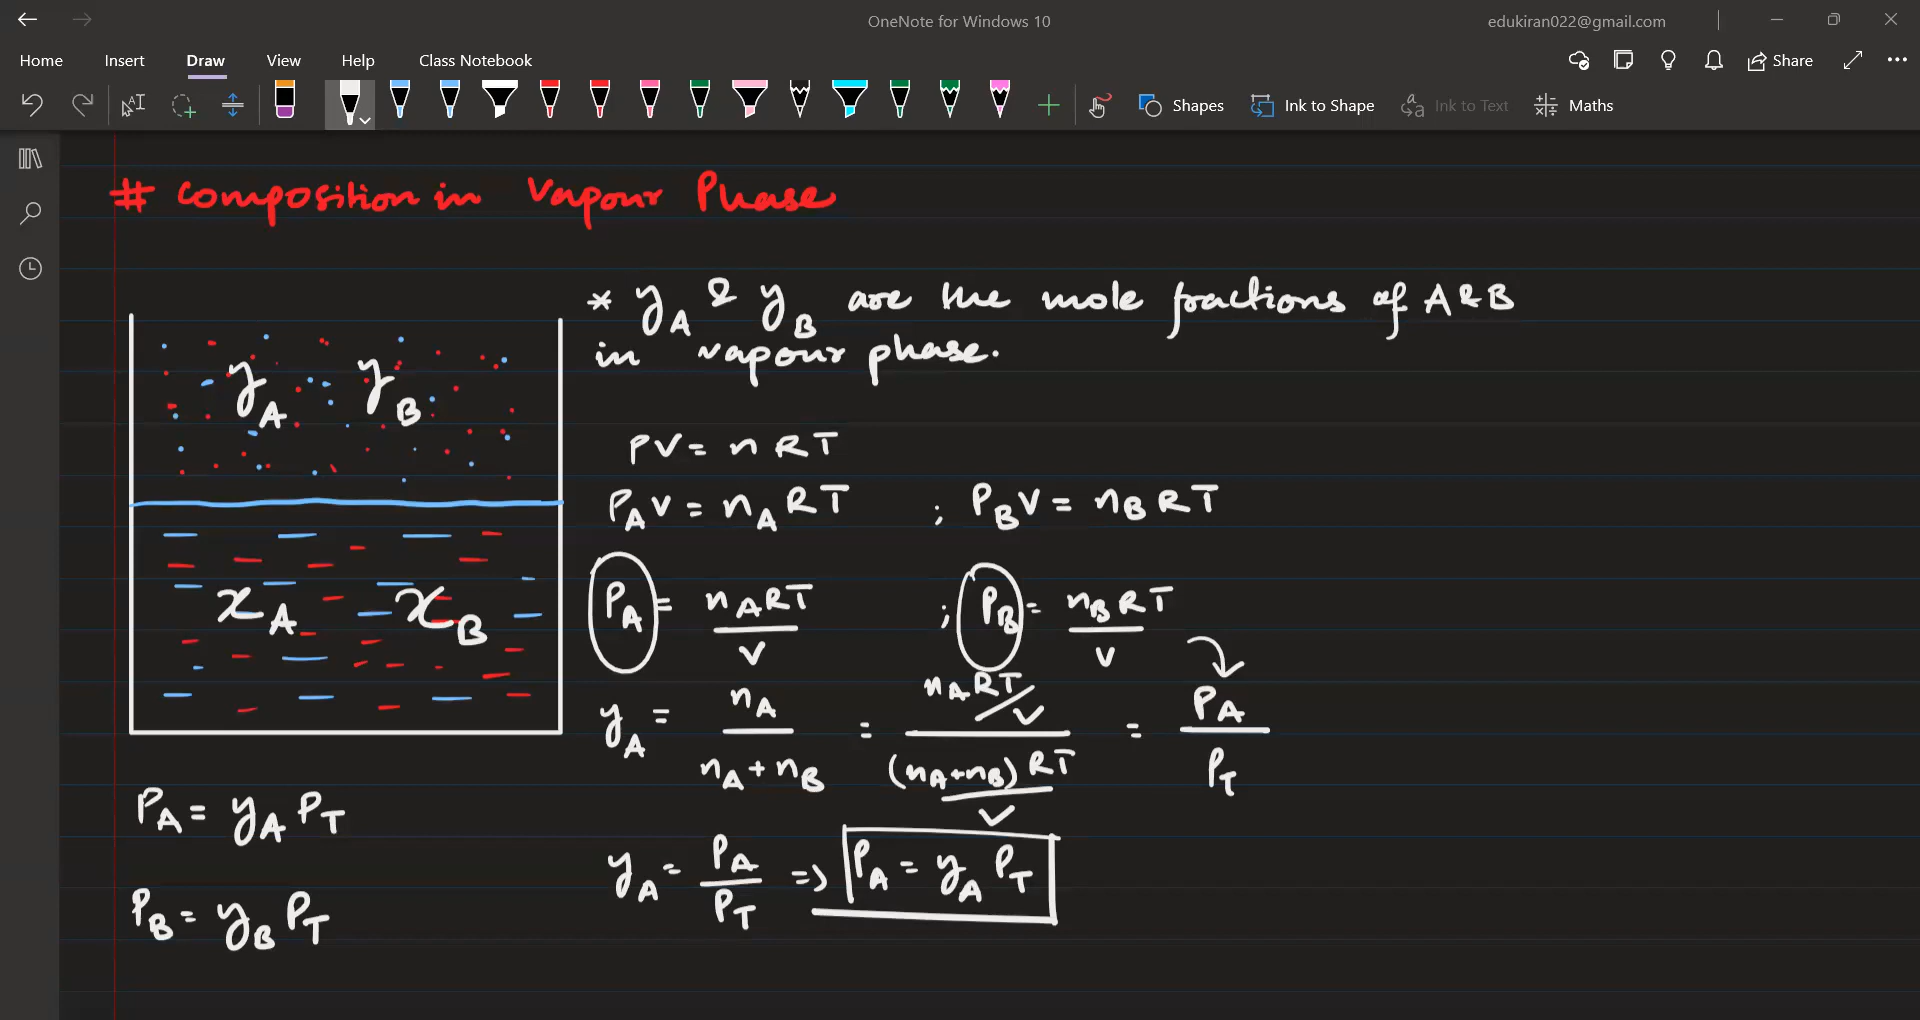 OneNote for Windows 10
edukiran022@gmail.com
Home Insert Draw View Help Class Notebook Share
Shapes Ink to Shape Ink to Text Maths
# Composition in Vapour Phase
* yA & yB are the mole fractions of A & B
in vapour phase.
yA yB
PV = nRT
PAV = nART ; PBV = nBRT
xA xB
PA = nART/V ; PB = nBRT/V
yA = nA/(nA+nB) = (nART/V)/((nA+nB)RT/V) = PA/PT
PA = yA PT
yA = PA/PT => PA = yA PT
PB = yB PT